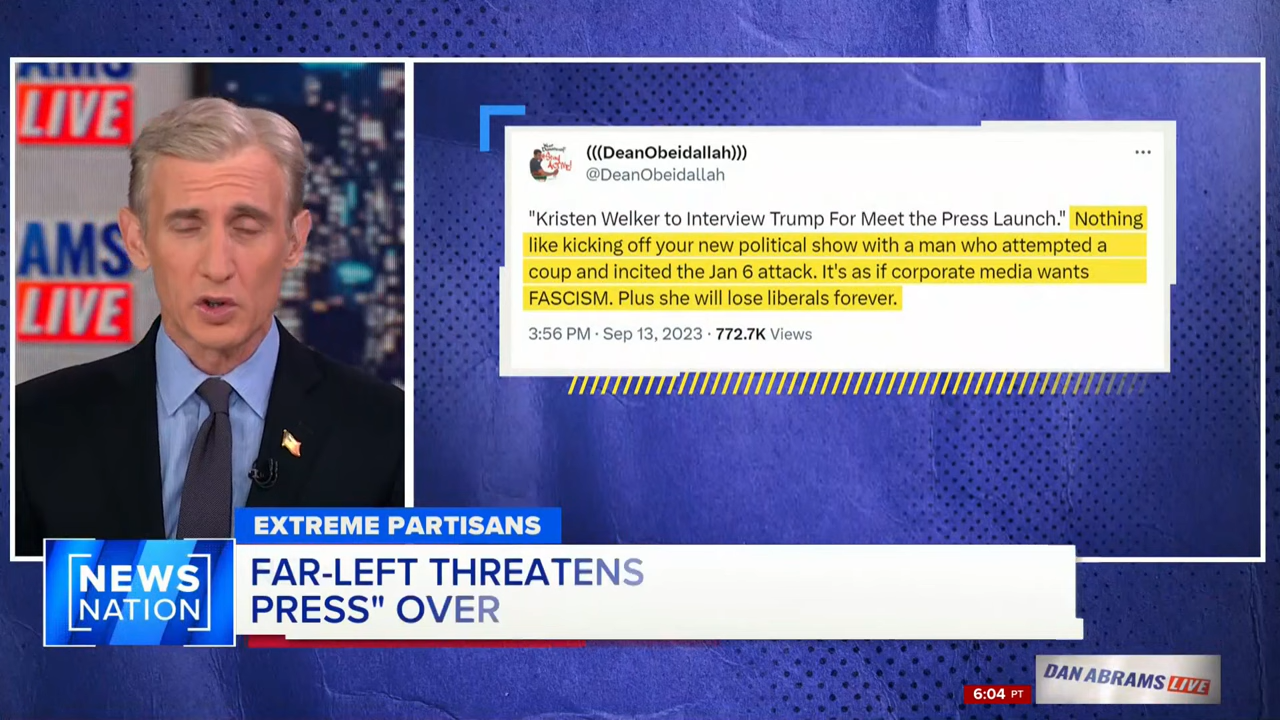 AMS
LIVE
AMS
LIVE
(((DeanObeidallah)))
@DeanObeidallah
"Kristen Welker to Interview Trump For Meet the Press Launch." Nothing
like kicking off your new political show with a man who attempted a
coup and incited the Jan 6 attack. It's as if corporate media wants
FASCISM. Plus she will lose liberals forever.
3:56 PM · Sep 13, 2023 · 772.7K Views
EXTREME PARTISANS
FAR-LEFT THREATENS
PRESS" OVER
NEWS
NATION
DAN ABRAMS LIVE
6:04 PT